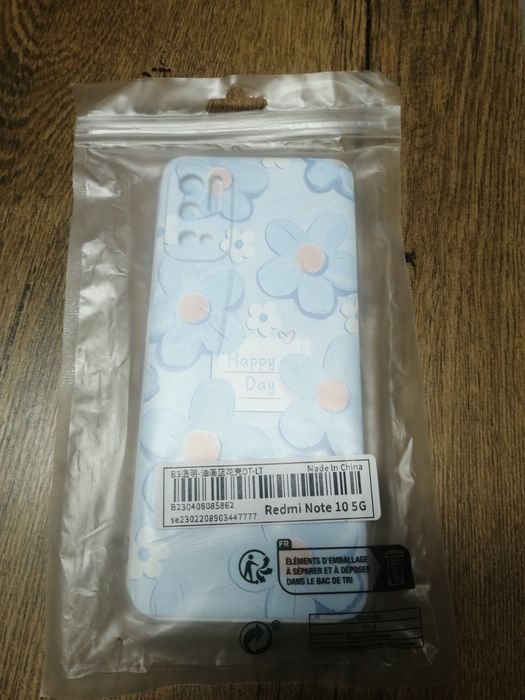 Happy
Day
B3透明-油画蓝花壳DT-LT
Made In China
B230408085862
Redmi Note 10 5G
se2302208903447777
FR
ÉLÉMENTS D'EMBALLAGE
À SÉPARER ET À DÉPOSER
DANS LE BAC DE TRI